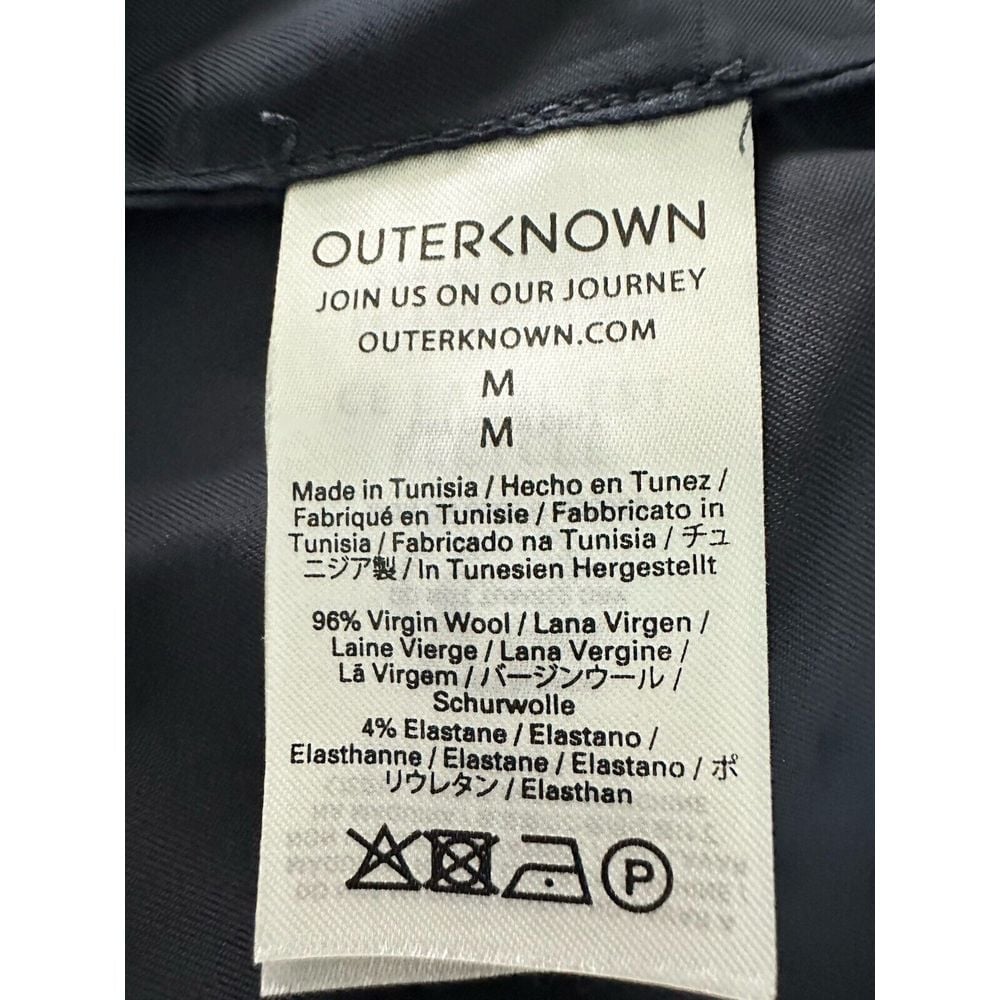 OUTERKNOWN
JOIN US ON OUR JOURNEY
OUTERKNOWN.COM
M
M
Made in Tunisia / Hecho en Tunez /
Fabriqué en Tunisie / Fabbricato in
Tunisia / Fabricado na Tunisia / チュ
ニジア製 / In Tunesien Hergestellt
96% Virgin Wool / Lana Virgen /
Laine Vierge / Lana Vergine /
Lã Virgem / バージンウール /
Schurwolle
4% Elastane / Elastano /
Elasthanne / Elastane / Elastano / ポ
リウレタン / Elasthan
P